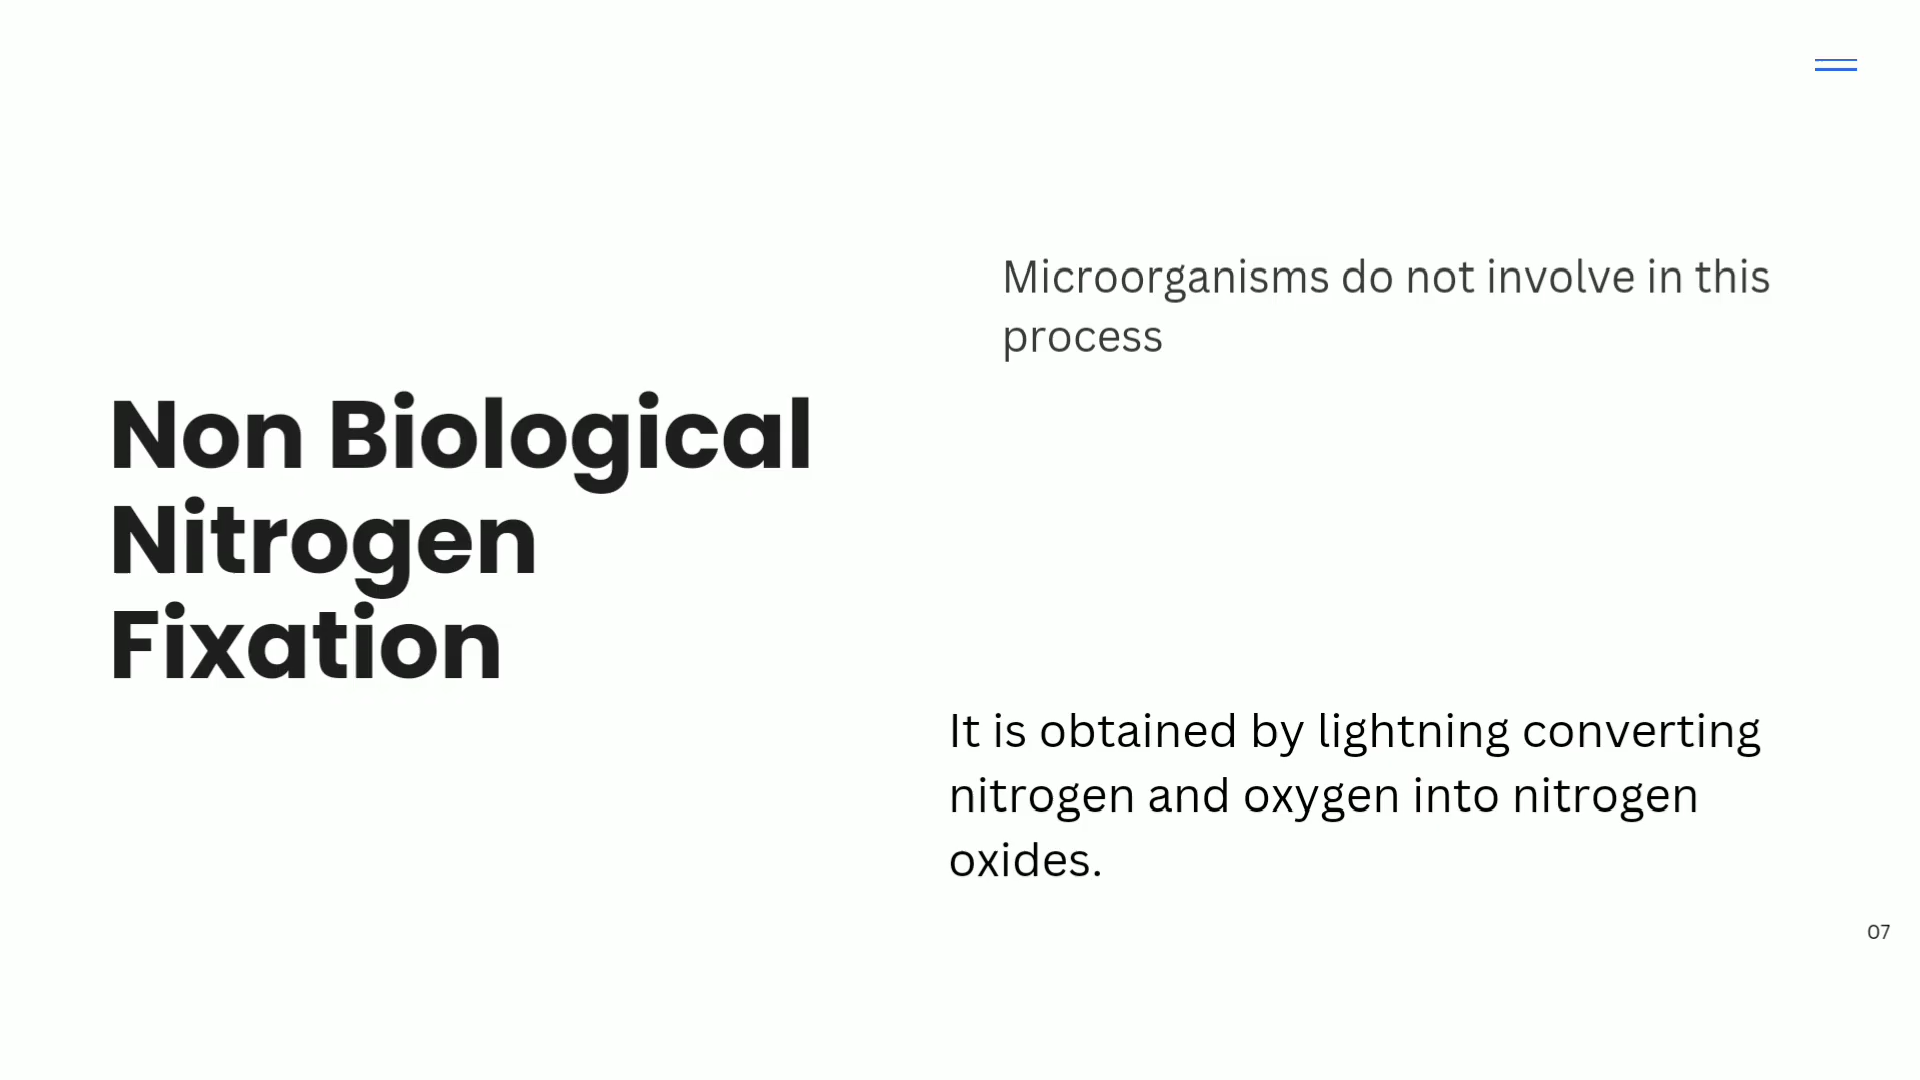 Non Biological
Nitrogen
Fixation
Microorganisms do not involve in this
process
It is obtained by lightning converting
nitrogen and oxygen into nitrogen
oxides.
07